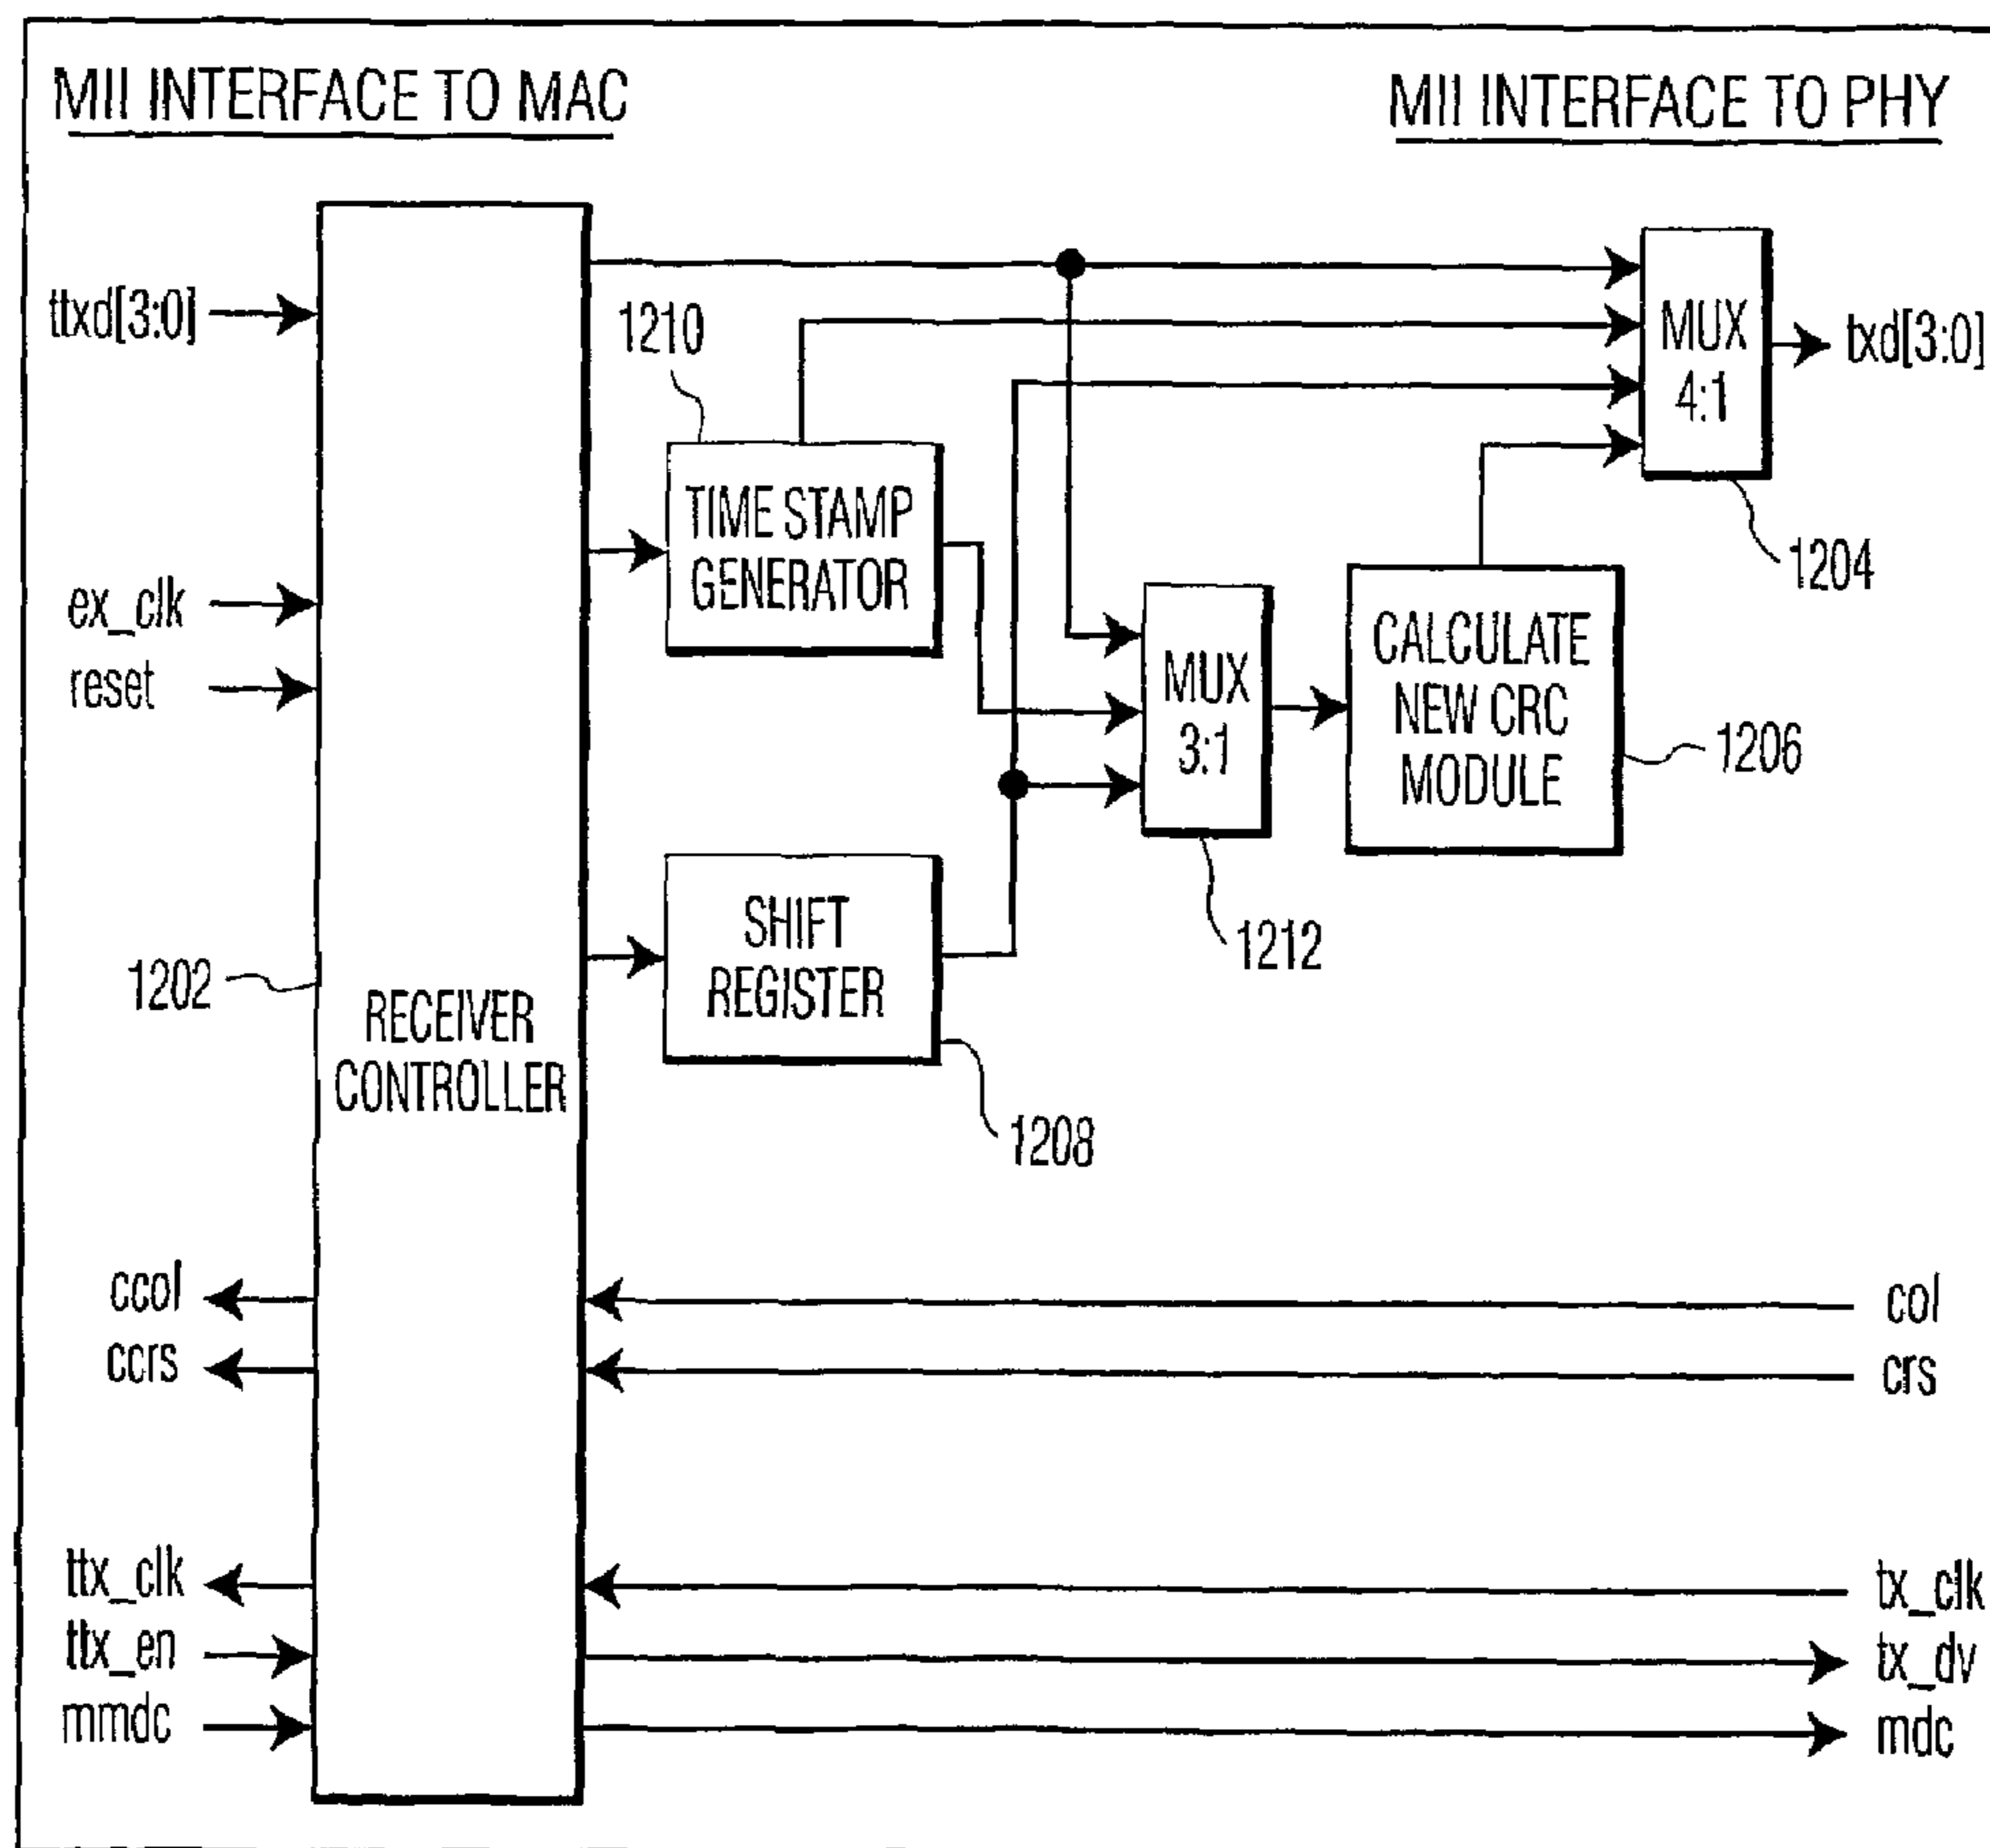 MII INTERFACE TO MAC
MII INTERFACE TO PHY
ttxd[3:0]
ex_clk
reset
1202
RECEIVER
CONTROLLER
1210
TIME STAMP
GENERATOR
SHIFT
REGISTER
1208
MUX
3:1
1212
CALCULATE
NEW CRC
MODULE
1206
MUX
4:1
1204
txd[3:0]
ccol
ccrs
col
crs
ttx_clk
ttx_en
mmdc
tx_clk
tx_dv
mdc